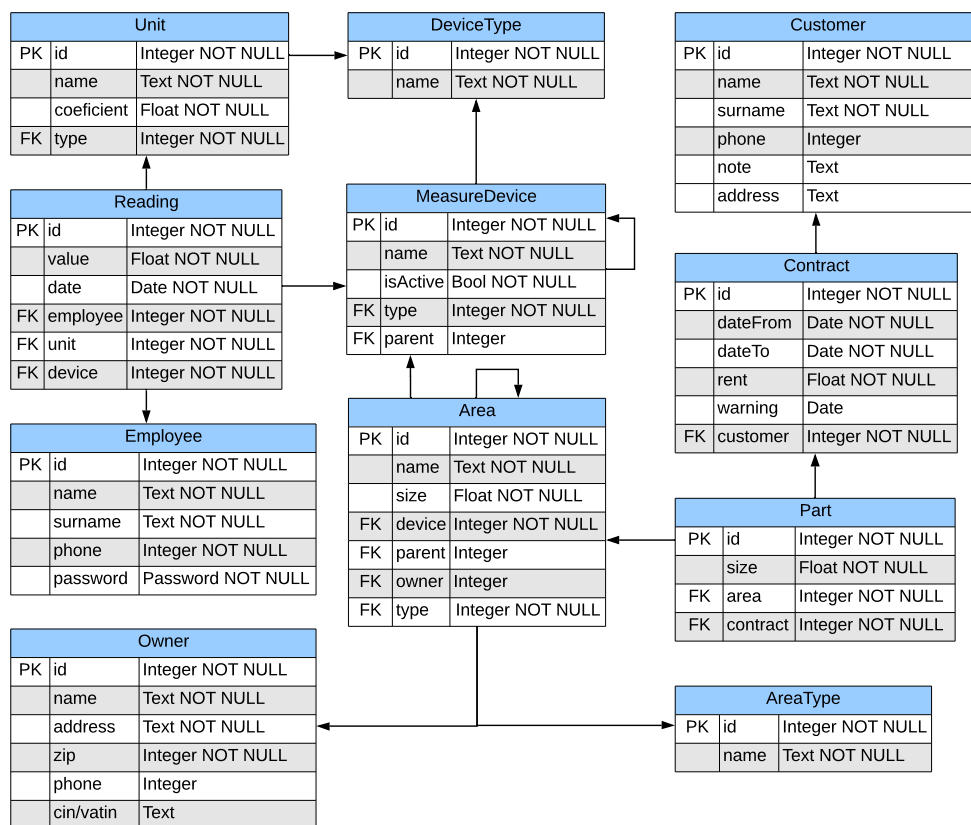 Unit
PK id Integer NOT NULL
name Text NOT NULL
coeficient Float NOT NULL
FK type Integer NOT NULL
DeviceType
PK id Integer NOT NULL
name Text NOT NULL
Customer
PK id Integer NOT NULL
name Text NOT NULL
surname Text NOT NULL
phone Integer
note Text
address Text
Reading
PK id Integer NOT NULL
value Float NOT NULL
date Date NOT NULL
FK employee Integer NOT NULL
FK unit Integer NOT NULL
FK device Integer NOT NULL
MeasureDevice
PK id Integer NOT NULL
name Text NOT NULL
isActive Bool NOT NULL
FK type Integer NOT NULL
FK parent Integer
Contract
PK id Integer NOT NULL
dateFrom Date NOT NULL
dateTo Date NOT NULL
rent Float NOT NULL
warning Date
FK customer Integer NOT NULL
Employee
PK id Integer NOT NULL
name Text NOT NULL
surname Text NOT NULL
phone Integer NOT NULL
password Password NOT NULL
Area
PK id Integer NOT NULL
name Text NOT NULL
size Float NOT NULL
FK device Integer NOT NULL
FK parent Integer
FK owner Integer
FK type Integer NOT NULL
Part
PK id Integer NOT NULL
size Float NOT NULL
FK area Integer NOT NULL
FK contract Integer NOT NULL
Owner
PK id Integer NOT NULL
name Text NOT NULL
address Text NOT NULL
zip Integer NOT NULL
phone Integer
cin/vatin Text
AreaType
PK id Integer NOT NULL
name Text NOT NULL